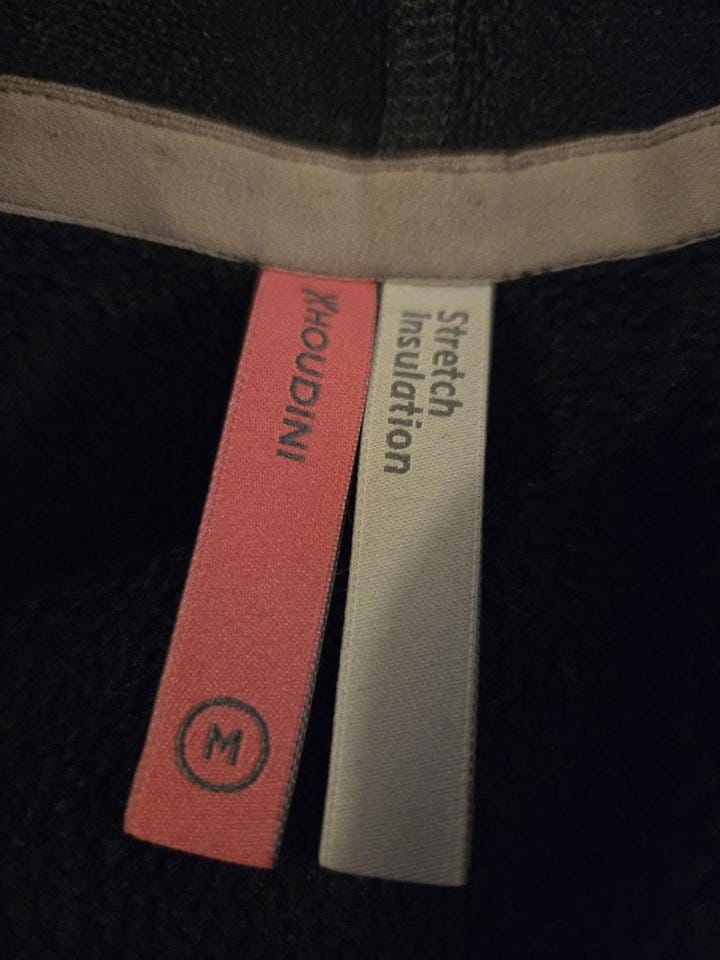 HOUDINI
M
Stretch
Insulation